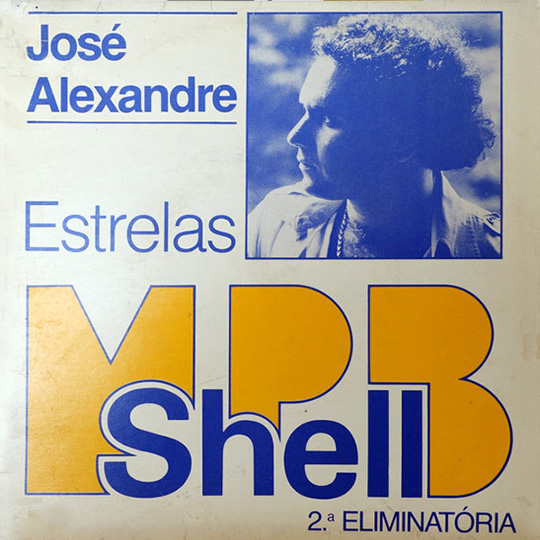 José
Alexandre
Estrelas
MPB
Shell
2.ª ELIMINATÓRIA